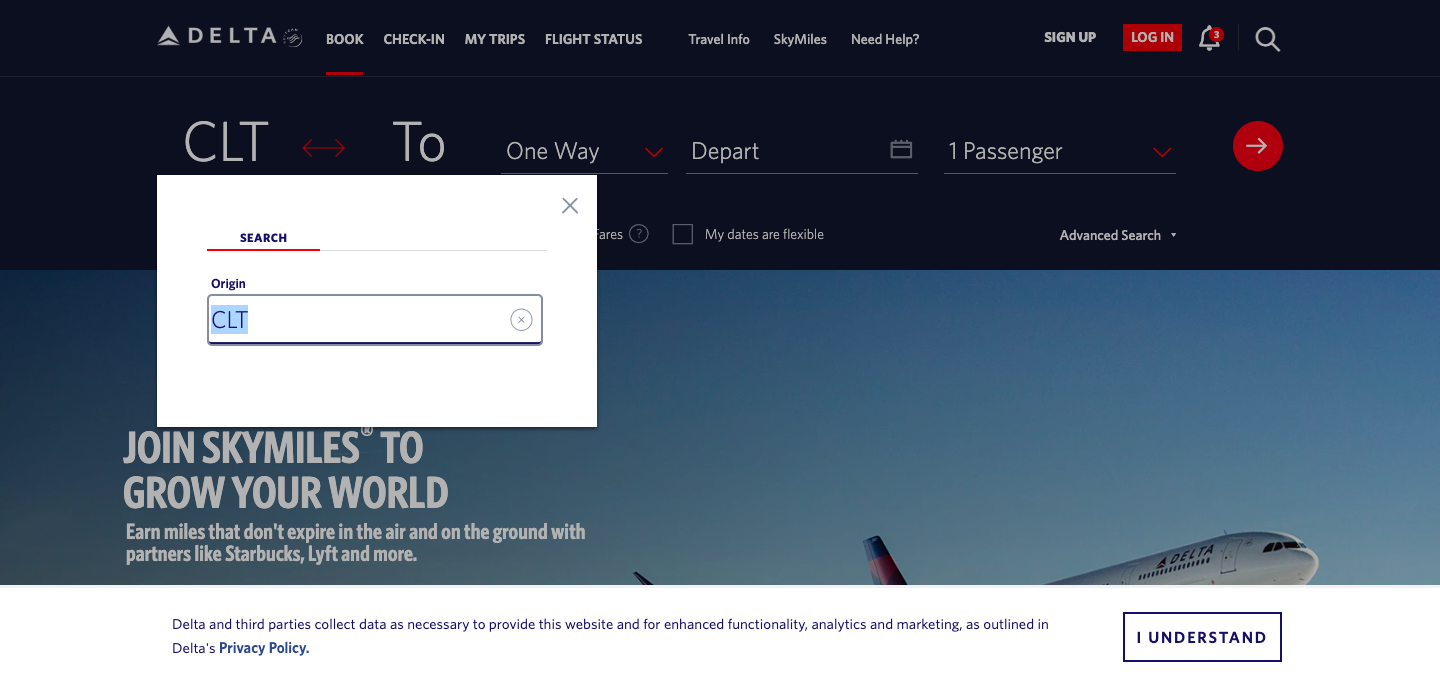 DELTA
BOOK CHECK-IN MY TRIPS FLIGHT STATUS Travel Info SkyMiles Need Help? SIGN UP LOG IN 3
CLT To One Way Depart 1 Passenger
SEARCH
Fares ? My dates are flexible Advanced Search
Origin
CLT
JOIN SKYMILES® TO
GROW YOUR WORLD
Earn miles that don't expire in the air and on the ground with
partners like Starbucks, Lyft and more.
DELTA
Delta and third parties collect data as necessary to provide this website and for enhanced functionality, analytics and marketing, as outlined in
Delta's Privacy Policy.
I UNDERSTAND